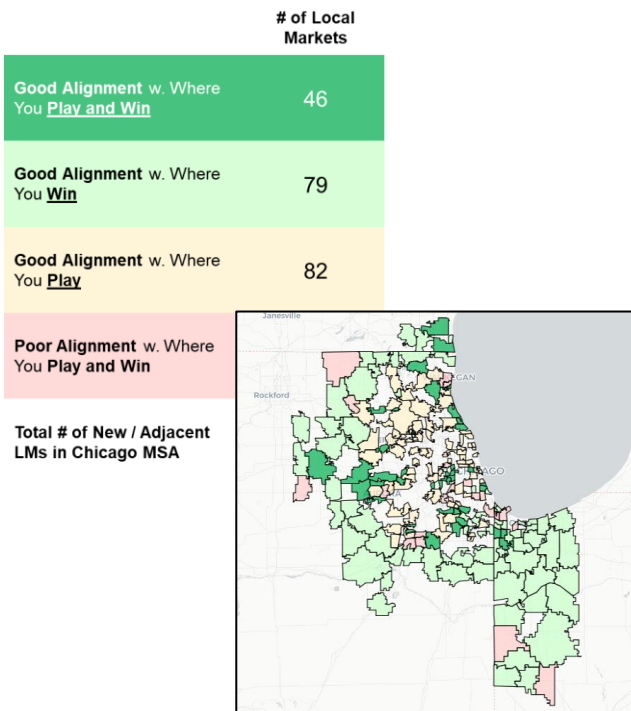 # of Local
Markets
Good Alignment w. Where
You Play and Win
46
Good Alignment w. Where
You Win
79
Good Alignment w. Where
You Play
82
Poor Alignment w. Where
You Play and Win
Total # of New / Adjacent
LMs in Chicago MSA
Janesville
Rockford